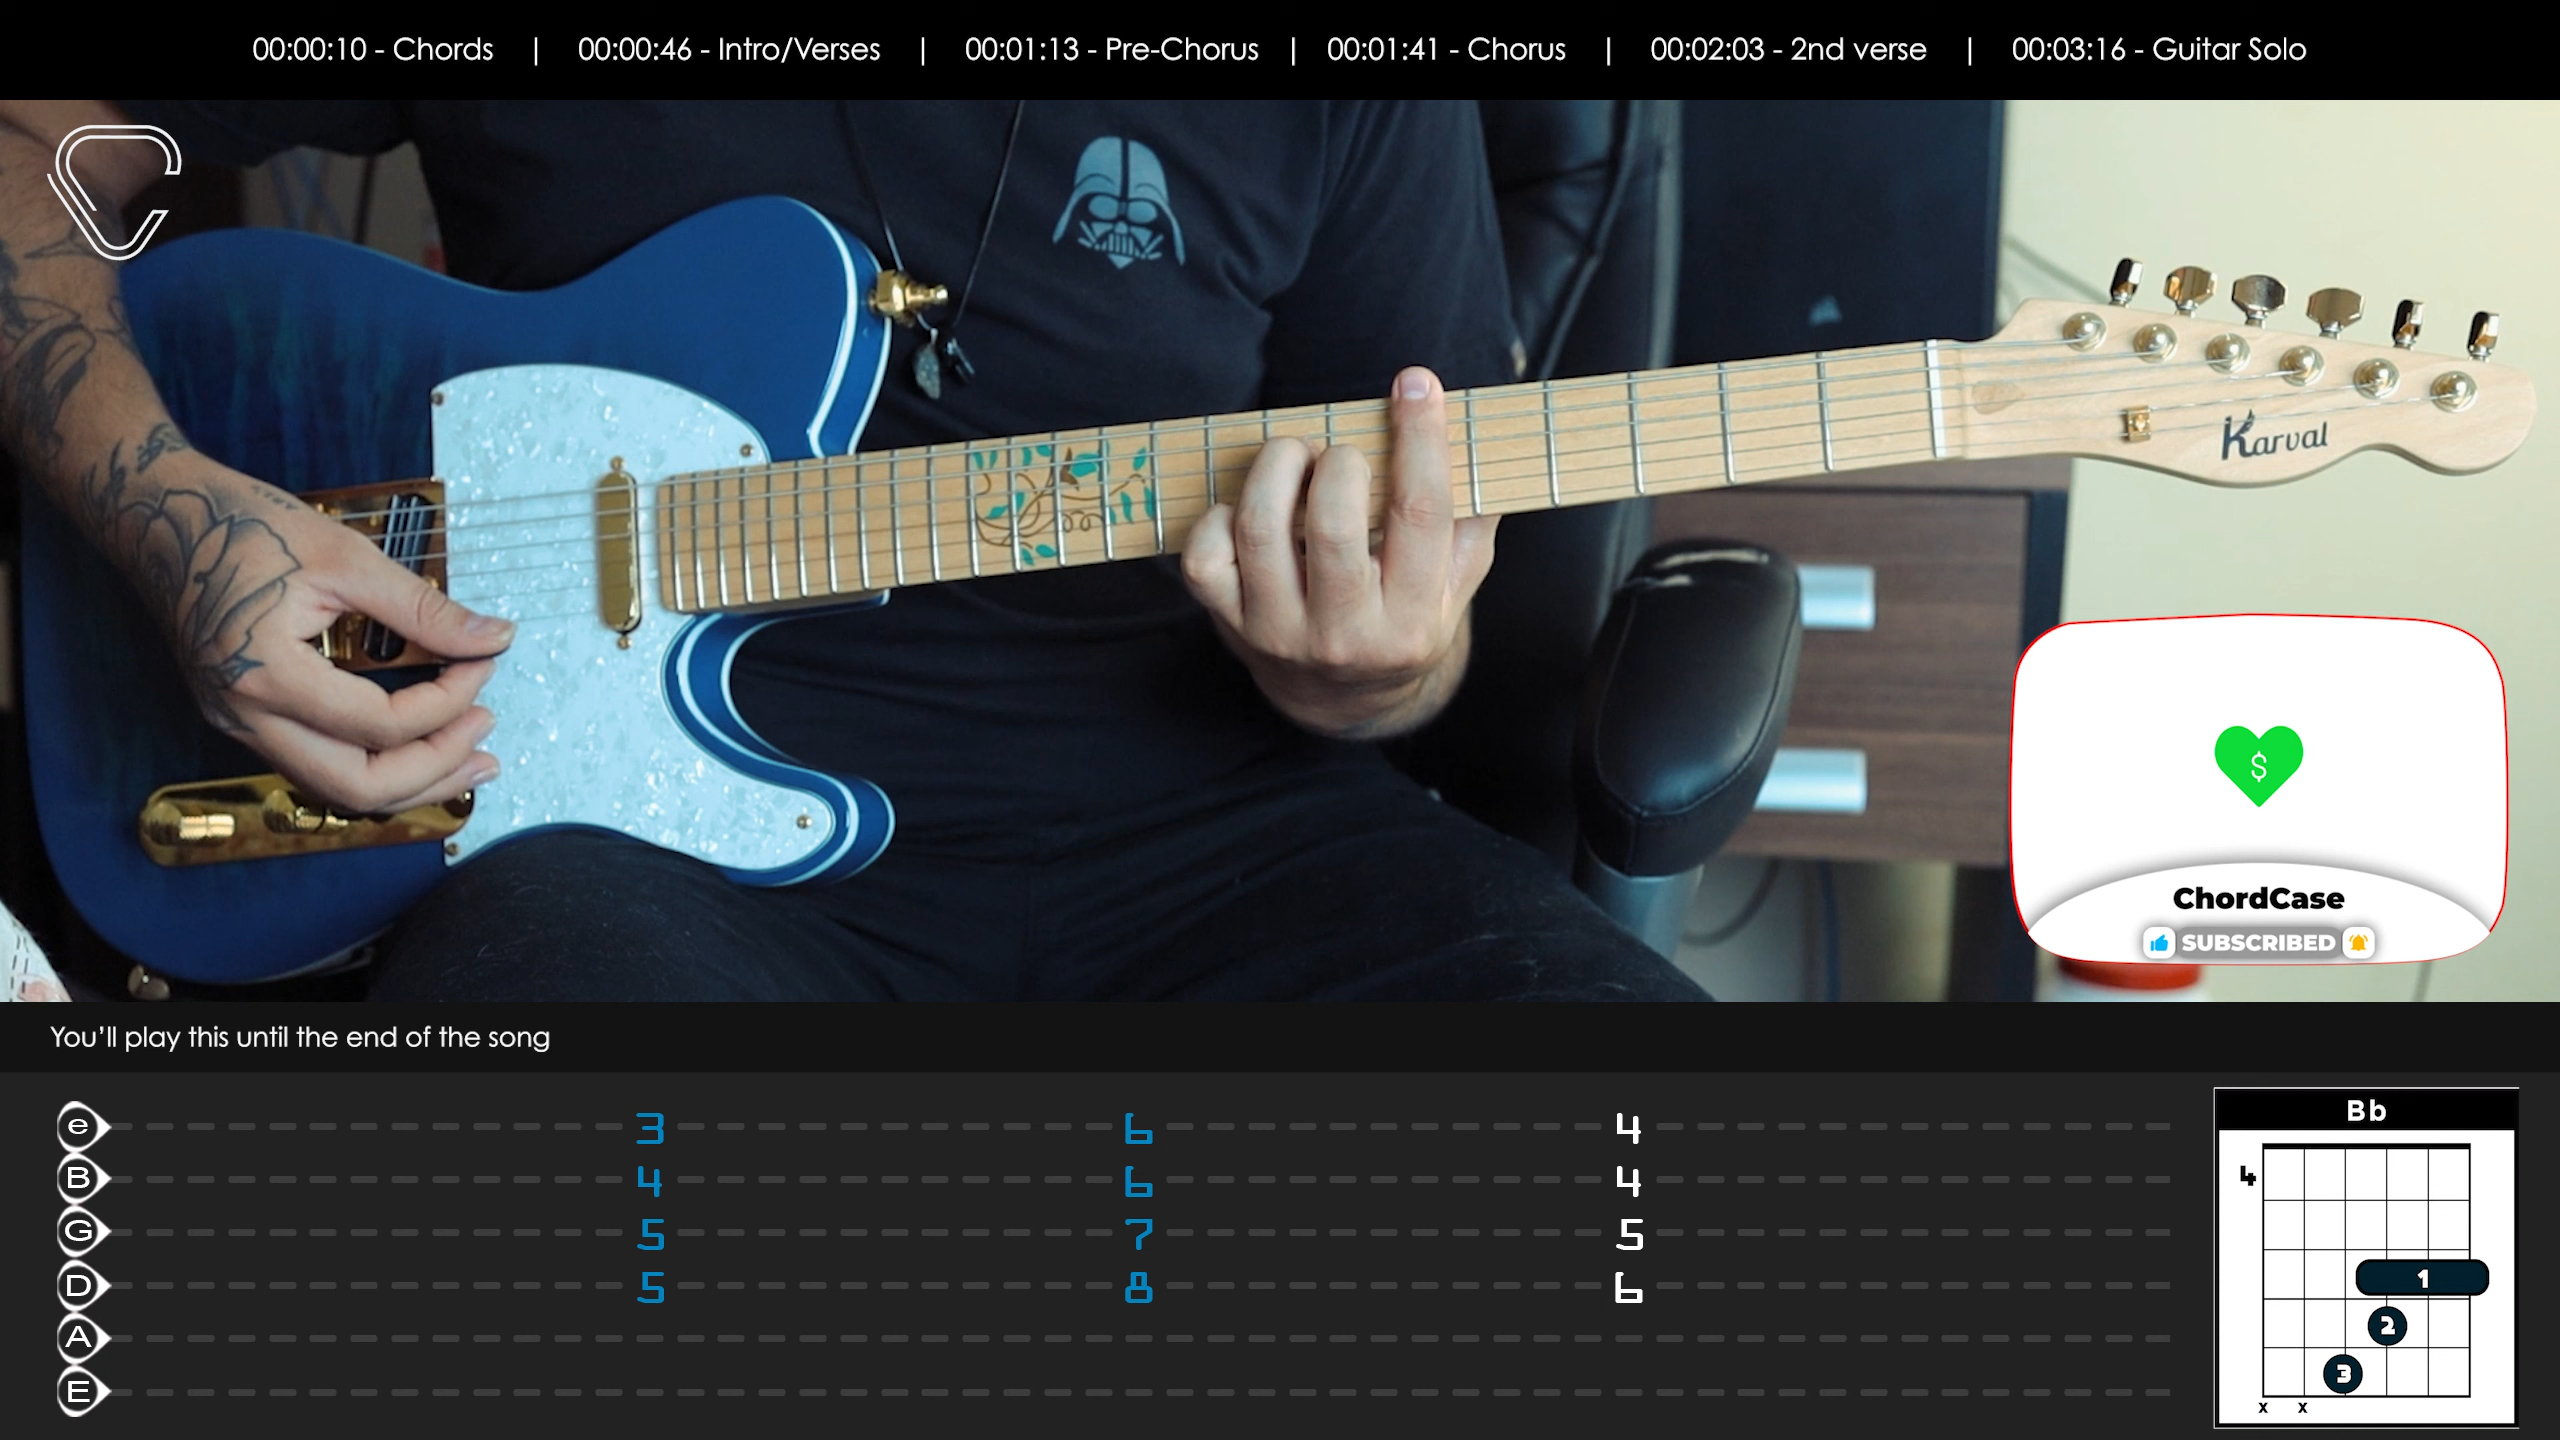 00:00:10 - Chords | 00:00:46 - Intro/Verses | 00:01:13 - Pre-Chorus | 00:01:41 - Chorus | 00:02:03 - 2nd verse | 00:03:16 - Guitar Solo
Karval
$
ChordCase
SUBSCRIBED
You'll play this until the end of the song
e 3 6 4
B 4 6 4
G 5 7 5
D 5 8 6
A
E
Bb
4
1
2
3
x x